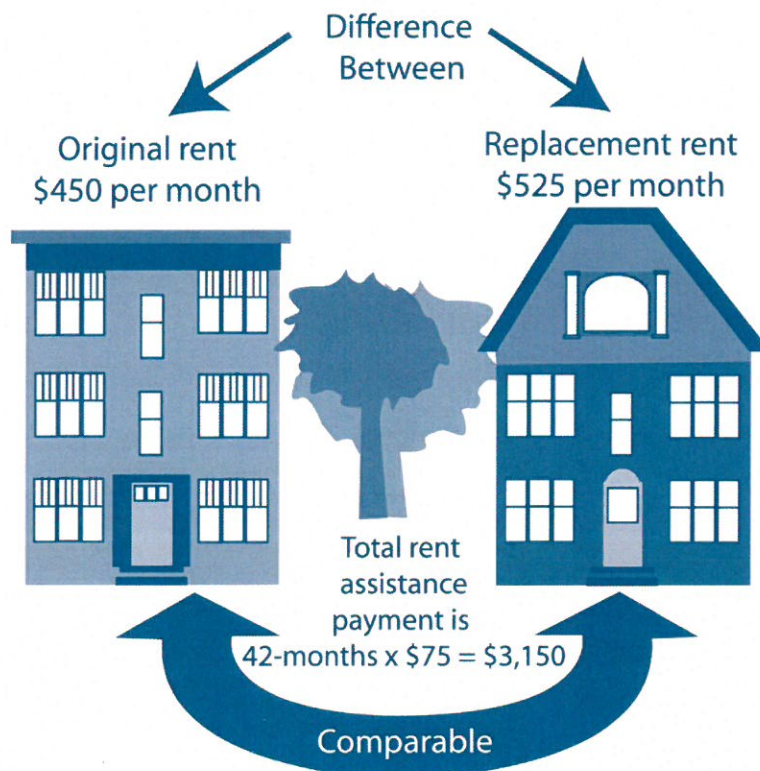 Difference
Between
Original rent
$450 per month
Replacement rent
$525 per month
Total rent
assistance
payment is
42-months x $75 = $3,150
Comparable